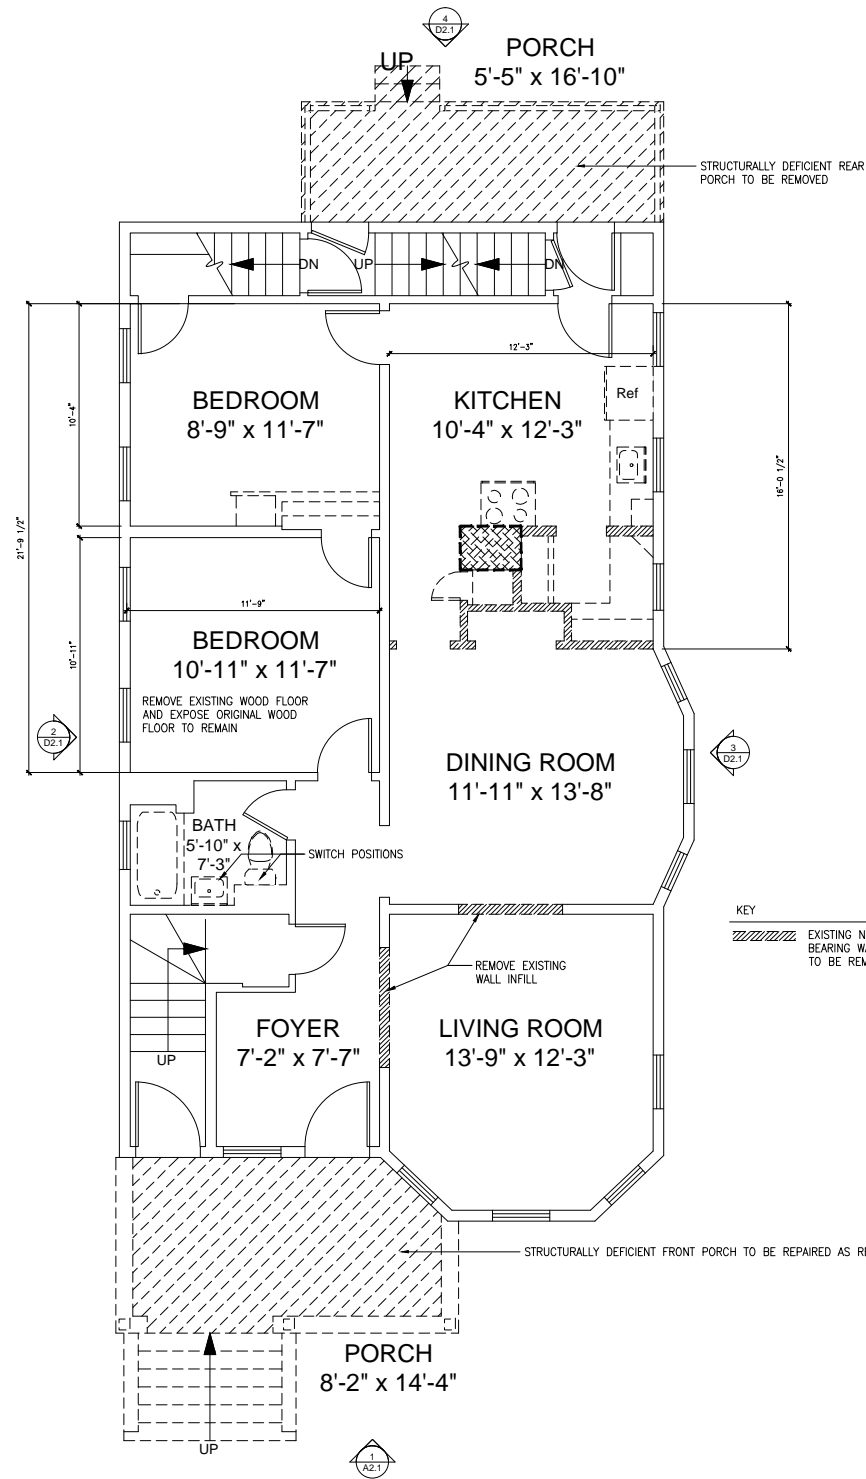 4
D2.1
PORCH
5'-5" x 16'-10"
UP
STRUCTURALLY DEFICIENT REAR
PORCH TO BE REMOVED
DN
UP
DN
12'-3"
BEDROOM
8'-9" x 11'-7"
KITCHEN
10'-4" x 12'-3"
Ref
10'-4"
16'-0 1/2"
21'-9 1/2"
11'-9"
BEDROOM
10'-11" x 11'-7"
10'-11"
REMOVE EXISTING WOOD FLOOR
AND EXPOSE ORIGINAL WOOD
FLOOR TO REMAIN
2
D2.1
3
D2.1
DINING ROOM
11'-11" x 13'-8"
BATH
5'-10" x
7'-3"
SWITCH POSITIONS
KEY
EXISTING N
BEARING W
TO BE REM
REMOVE EXISTING
WALL INFILL
FOYER
7'-2" x 7'-7"
LIVING ROOM
13'-9" x 12'-3"
UP
STRUCTURALLY DEFICIENT FRONT PORCH TO BE REPAIRED AS
PORCH
8'-2" x 14'-4"
UP
1
A2.1